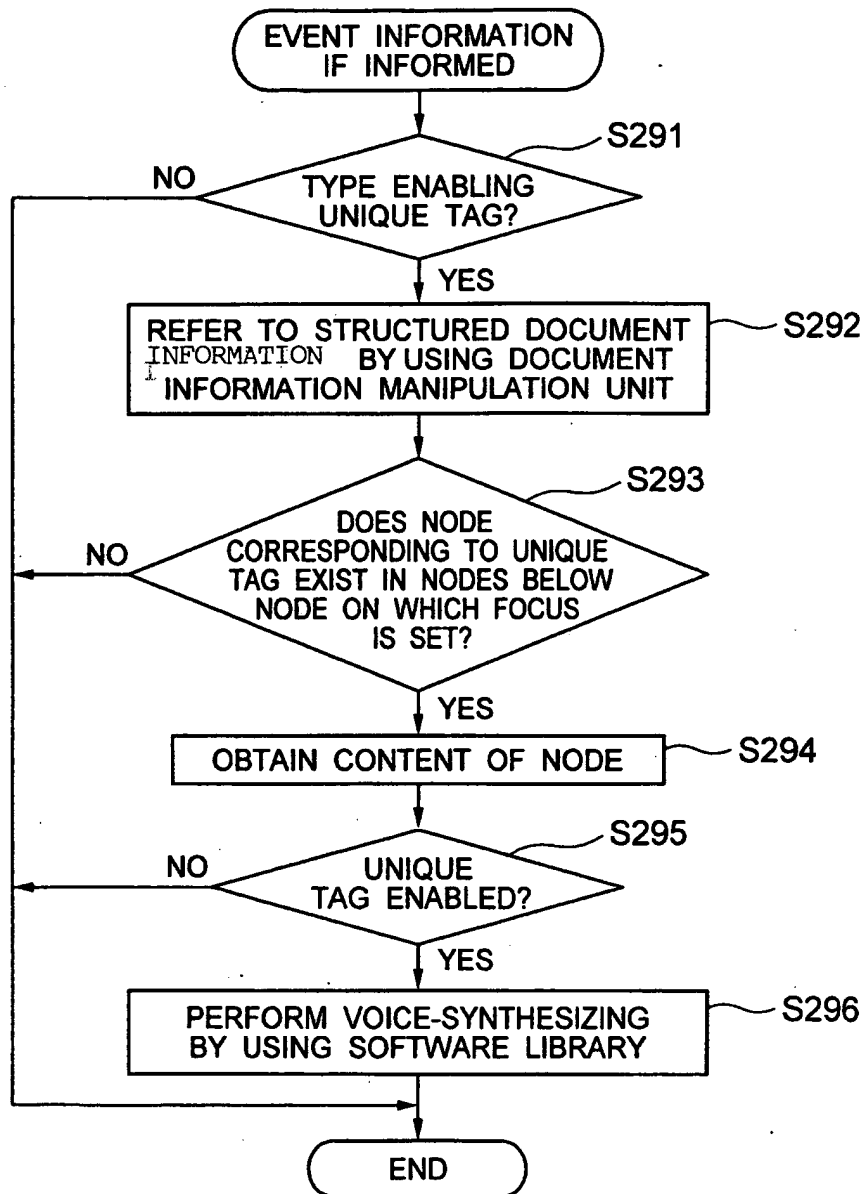 EVENT INFORMATION
IF INFORMED
S291
NO
TYPE ENABLING
UNIQUE TAG?
YES
S292
REFER TO STRUCTURED DOCUMENT
INFORMATION BY USING DOCUMENT
INFORMATION MANIPULATION UNIT
S293
NO
DOES NODE
CORRESPONDING TO UNIQUE
TAG EXIST IN NODES BELOW
NODE ON WHICH FOCUS
IS SET?
YES
OBTAIN CONTENT OF NODE
S294
S295
NO
UNIQUE
TAG ENABLED?
YES
S296
PERFORM VOICE-SYNTHESIZING
BY USING SOFTWARE LIBRARY
END